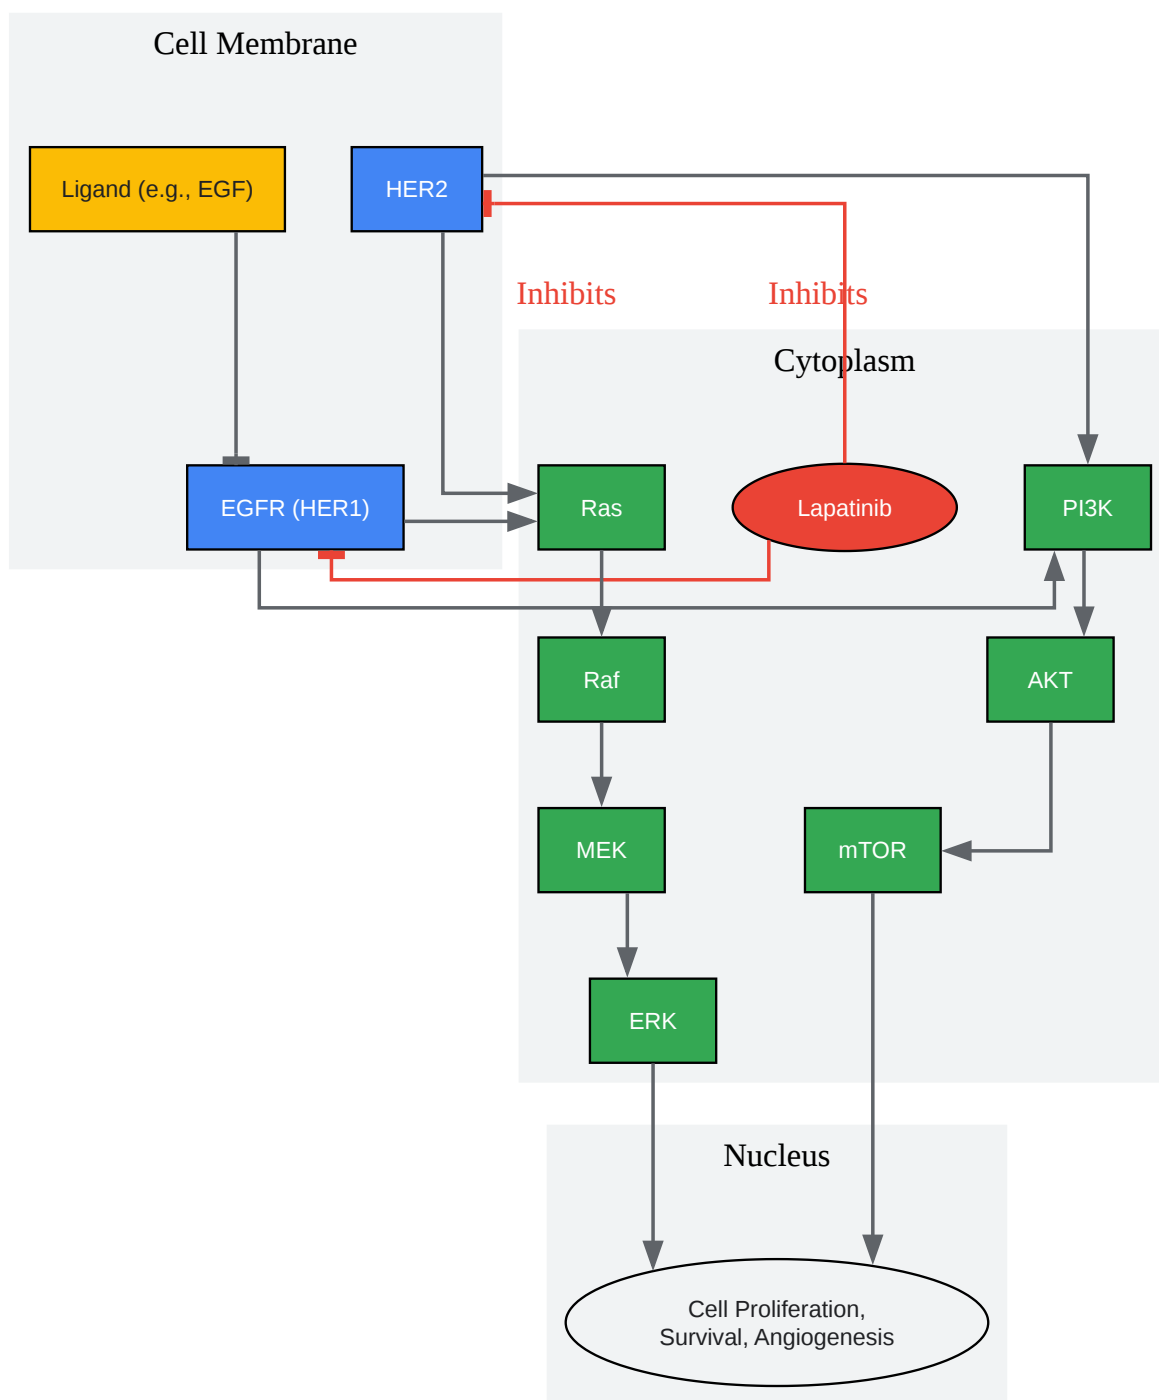 Cell Membrane
Ligand (e.g., EGF)
HER2
Inhibits
Inhibits
Cytoplasm
EGFR (HER1)
Ras
Lapatinib
PI3K
Raf
AKT
MEK
mTOR
ERK
Nucleus
Cell Proliferation,
Survival, Angiogenesis